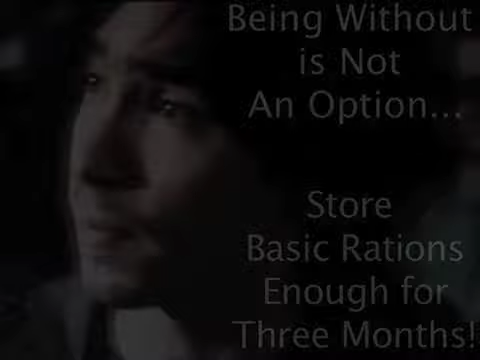 Being Without
is Not
An Option...
Store
Basic Rations
Enough for
Three Months!